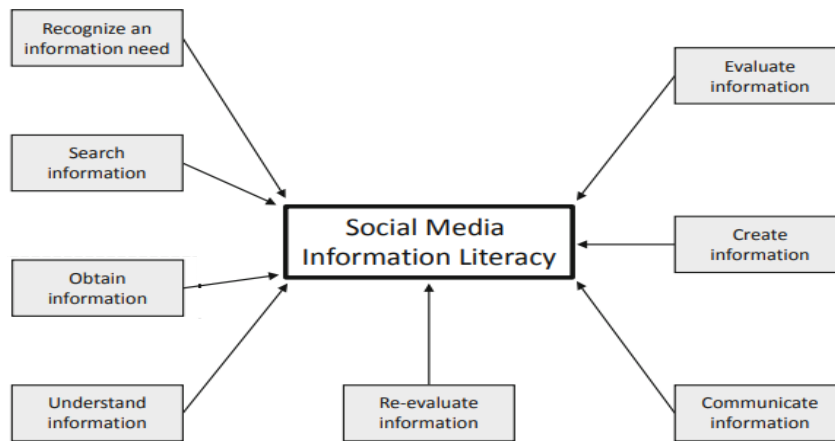 Recognize an
information need
Search
information
Obtain
information
Understand
information
Social Media
Information Literacy
Re-evaluate
information
Evaluate
information
Create
information
Communicate
information